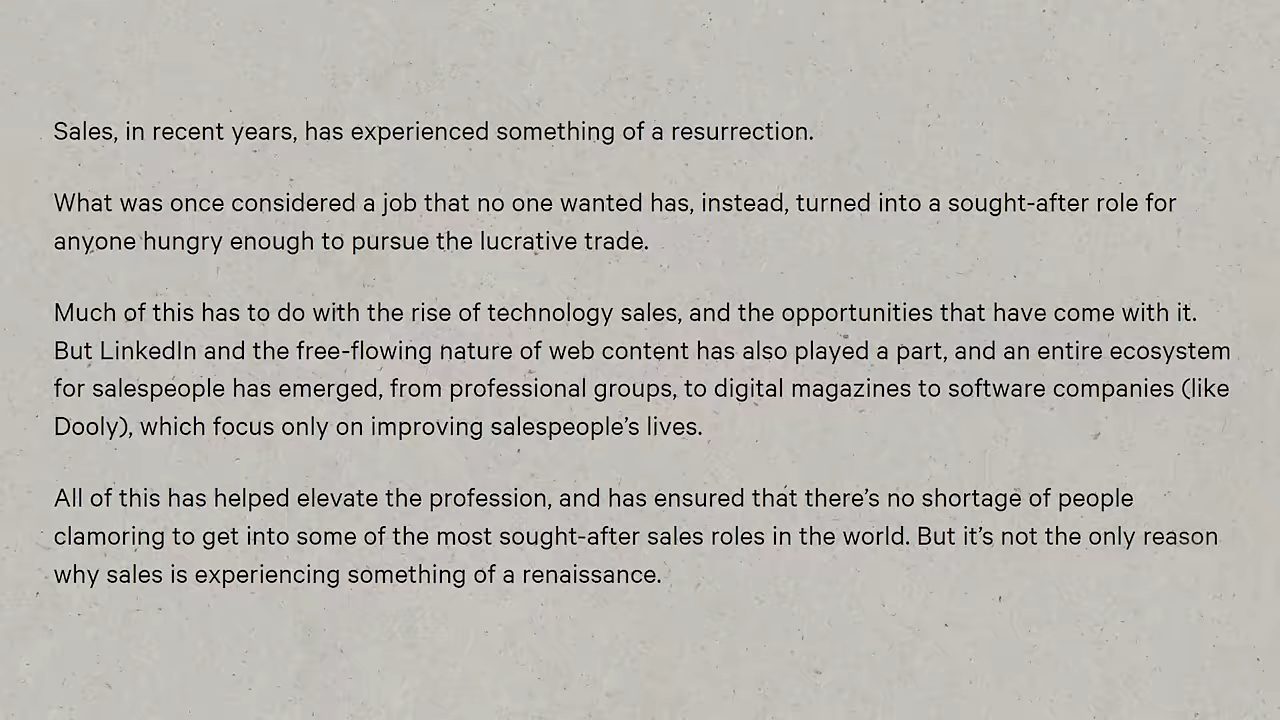 Sales, in recent years, has experienced something of a resurrection.
What was once considered a job that no one wanted has, instead, turned into a sought-after role for
anyone hungry enough to pursue the lucrative trade.
Much of this has to do with the rise of technology sales, and the opportunities that have come with it.
But LinkedIn and the free-flowing nature of web content has also played a part, and an entire ecosystem
for salespeople has emerged, from professional groups, to digital magazines to software companies (like
Dooly), which focus only on improving salespeople’s lives.
All of this has helped elevate the profession, and has ensured that there’s no shortage of people
clamoring to get into some of the most sought-after sales roles in the world. But it’s not the only reason
why sales is experiencing something of a renaissance.